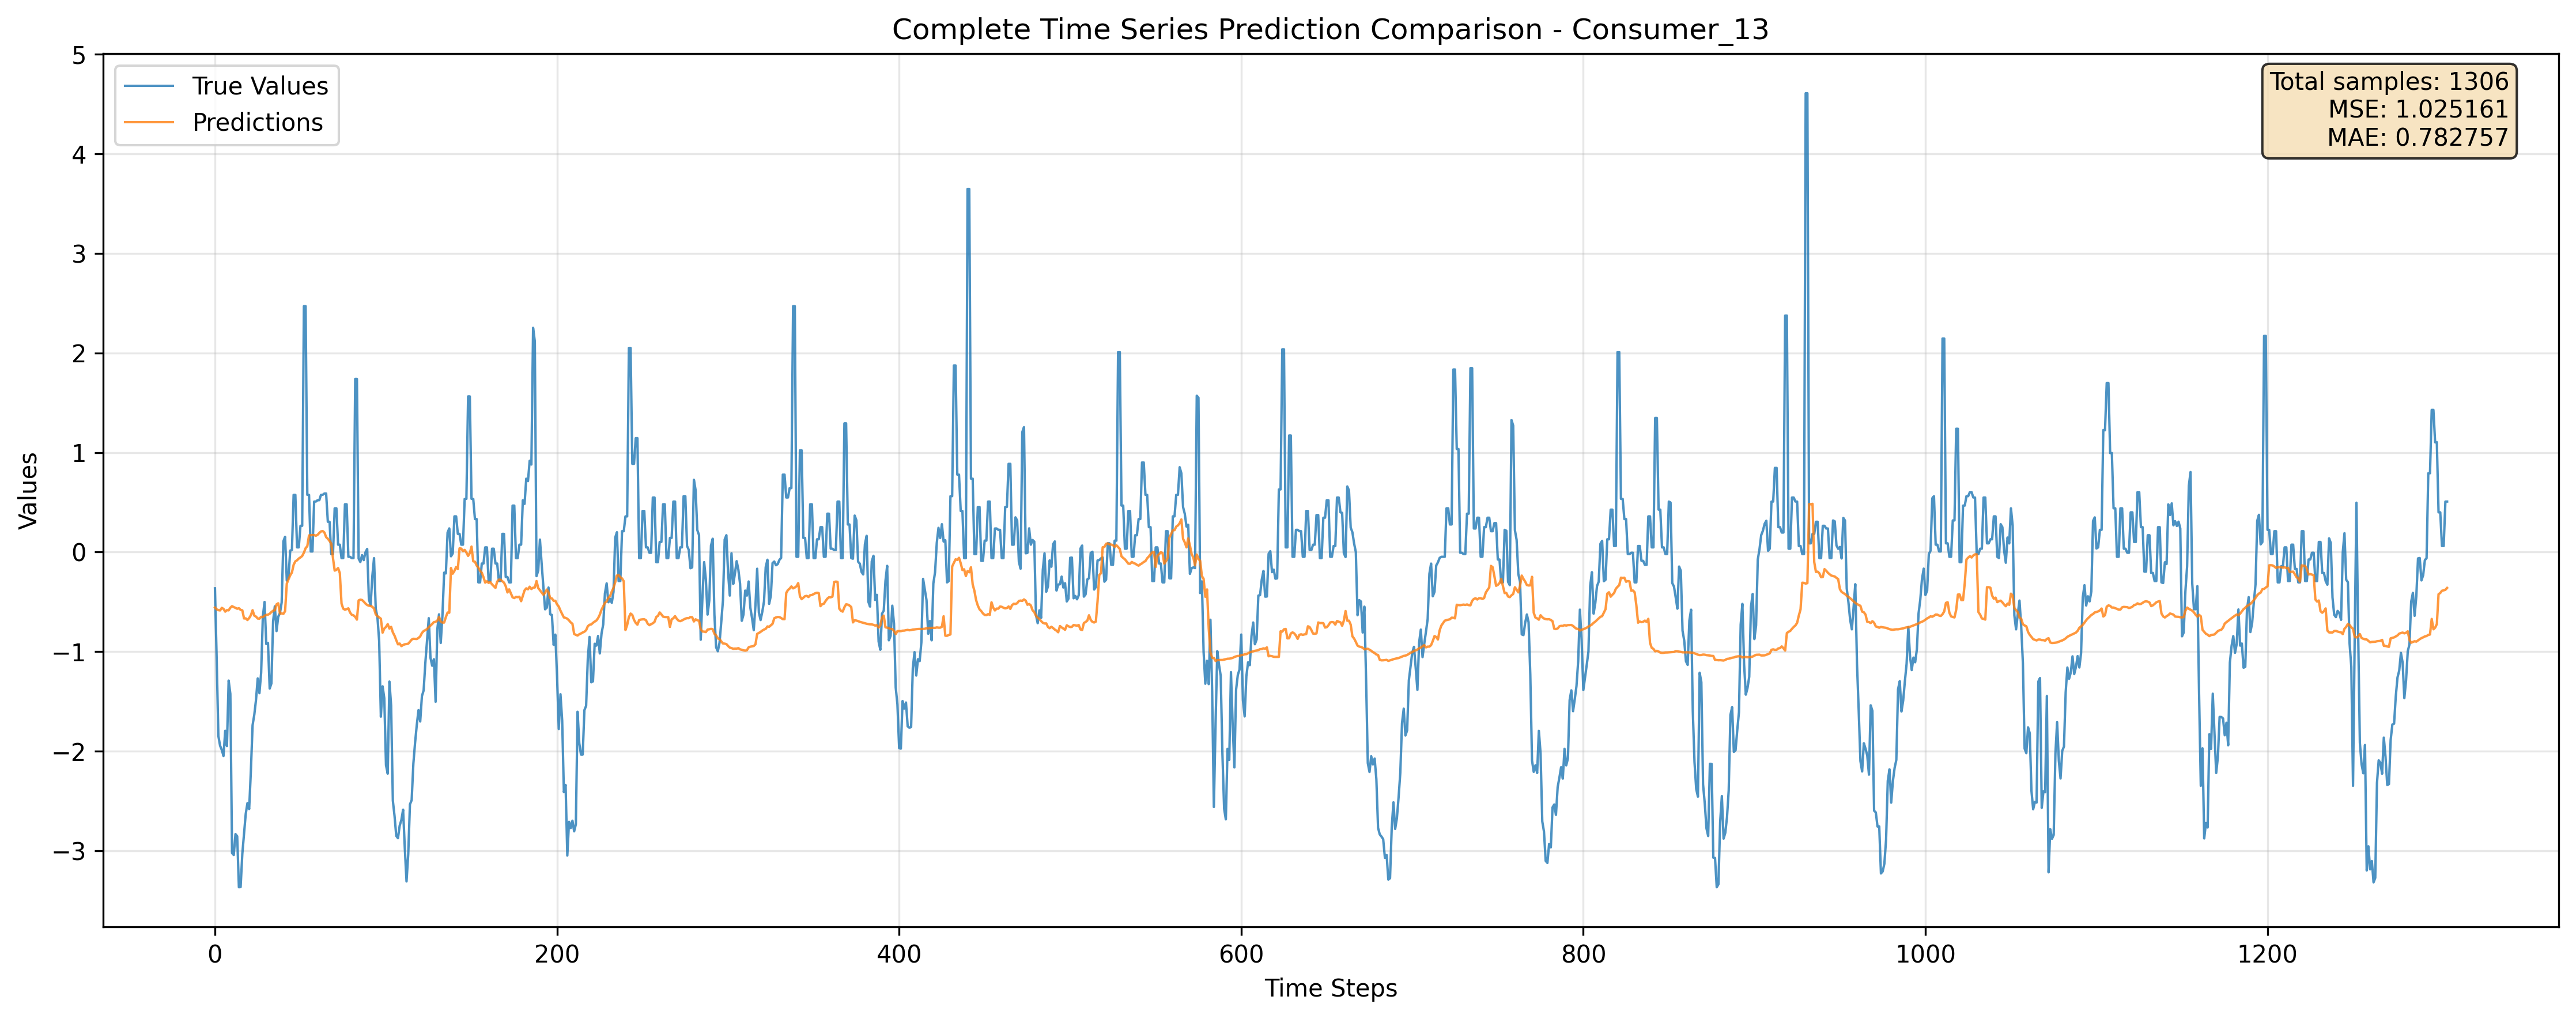 Complete Time Series Prediction Comparison - Consumer_13
True Values
Predictions
Total samples: 1306
MSE: 1.025161
MAE: 0.782757
Values
5
4
3
2
1
0
−1
−2
−3
0
200
400
600
800
1000
1200
Time Steps